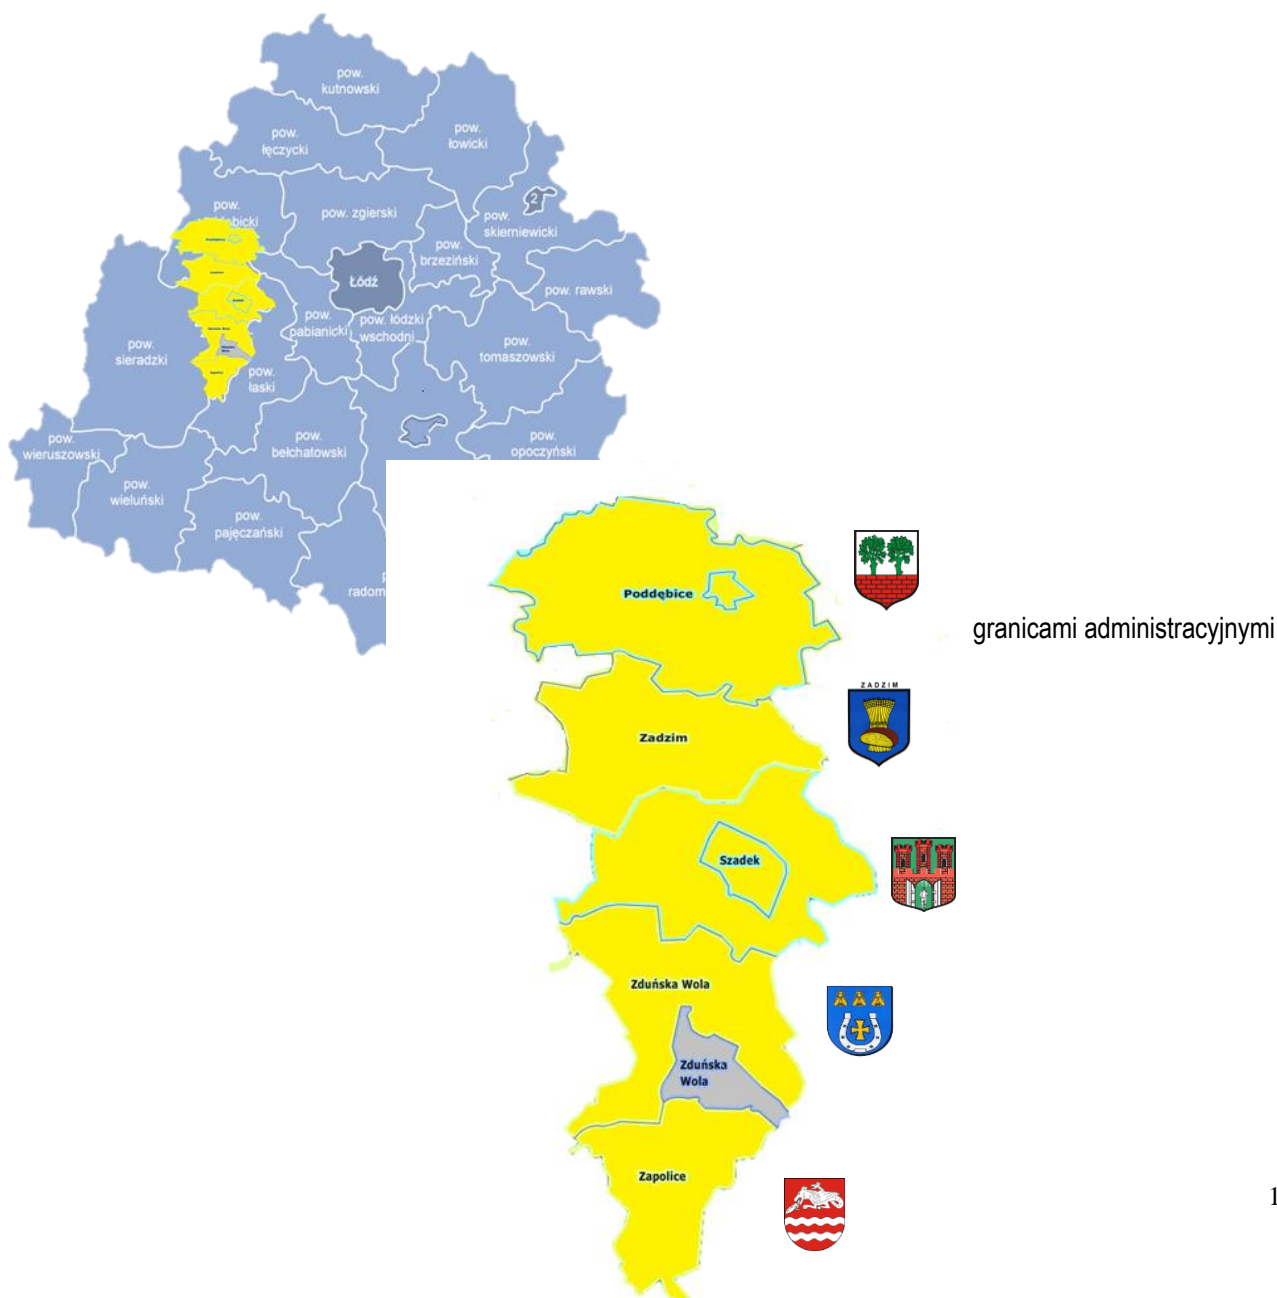 pow.
kutnowski
pow.
łęczycki
pow.
łowicki
pow.
pow. zgierski
2
pow.
skierniewicki
pow.
brzeziński
Łódź
pow. rawski
pow.
pabianicki
pow. łódzki
wschodni
pow.
sieradzki
pow.
tomaszowski
pow.
łaski
pow.
wieruszowski
pow.
bełchatowski
pow.
opoczyński
pow.
wieluński
pow.
pajęczański
radom
Poddębice
granicami administracyjnymi
ZADZIM
Zadzim
Szadek
Zduńska Wola
Zduńska
Wola
Zapolice
1